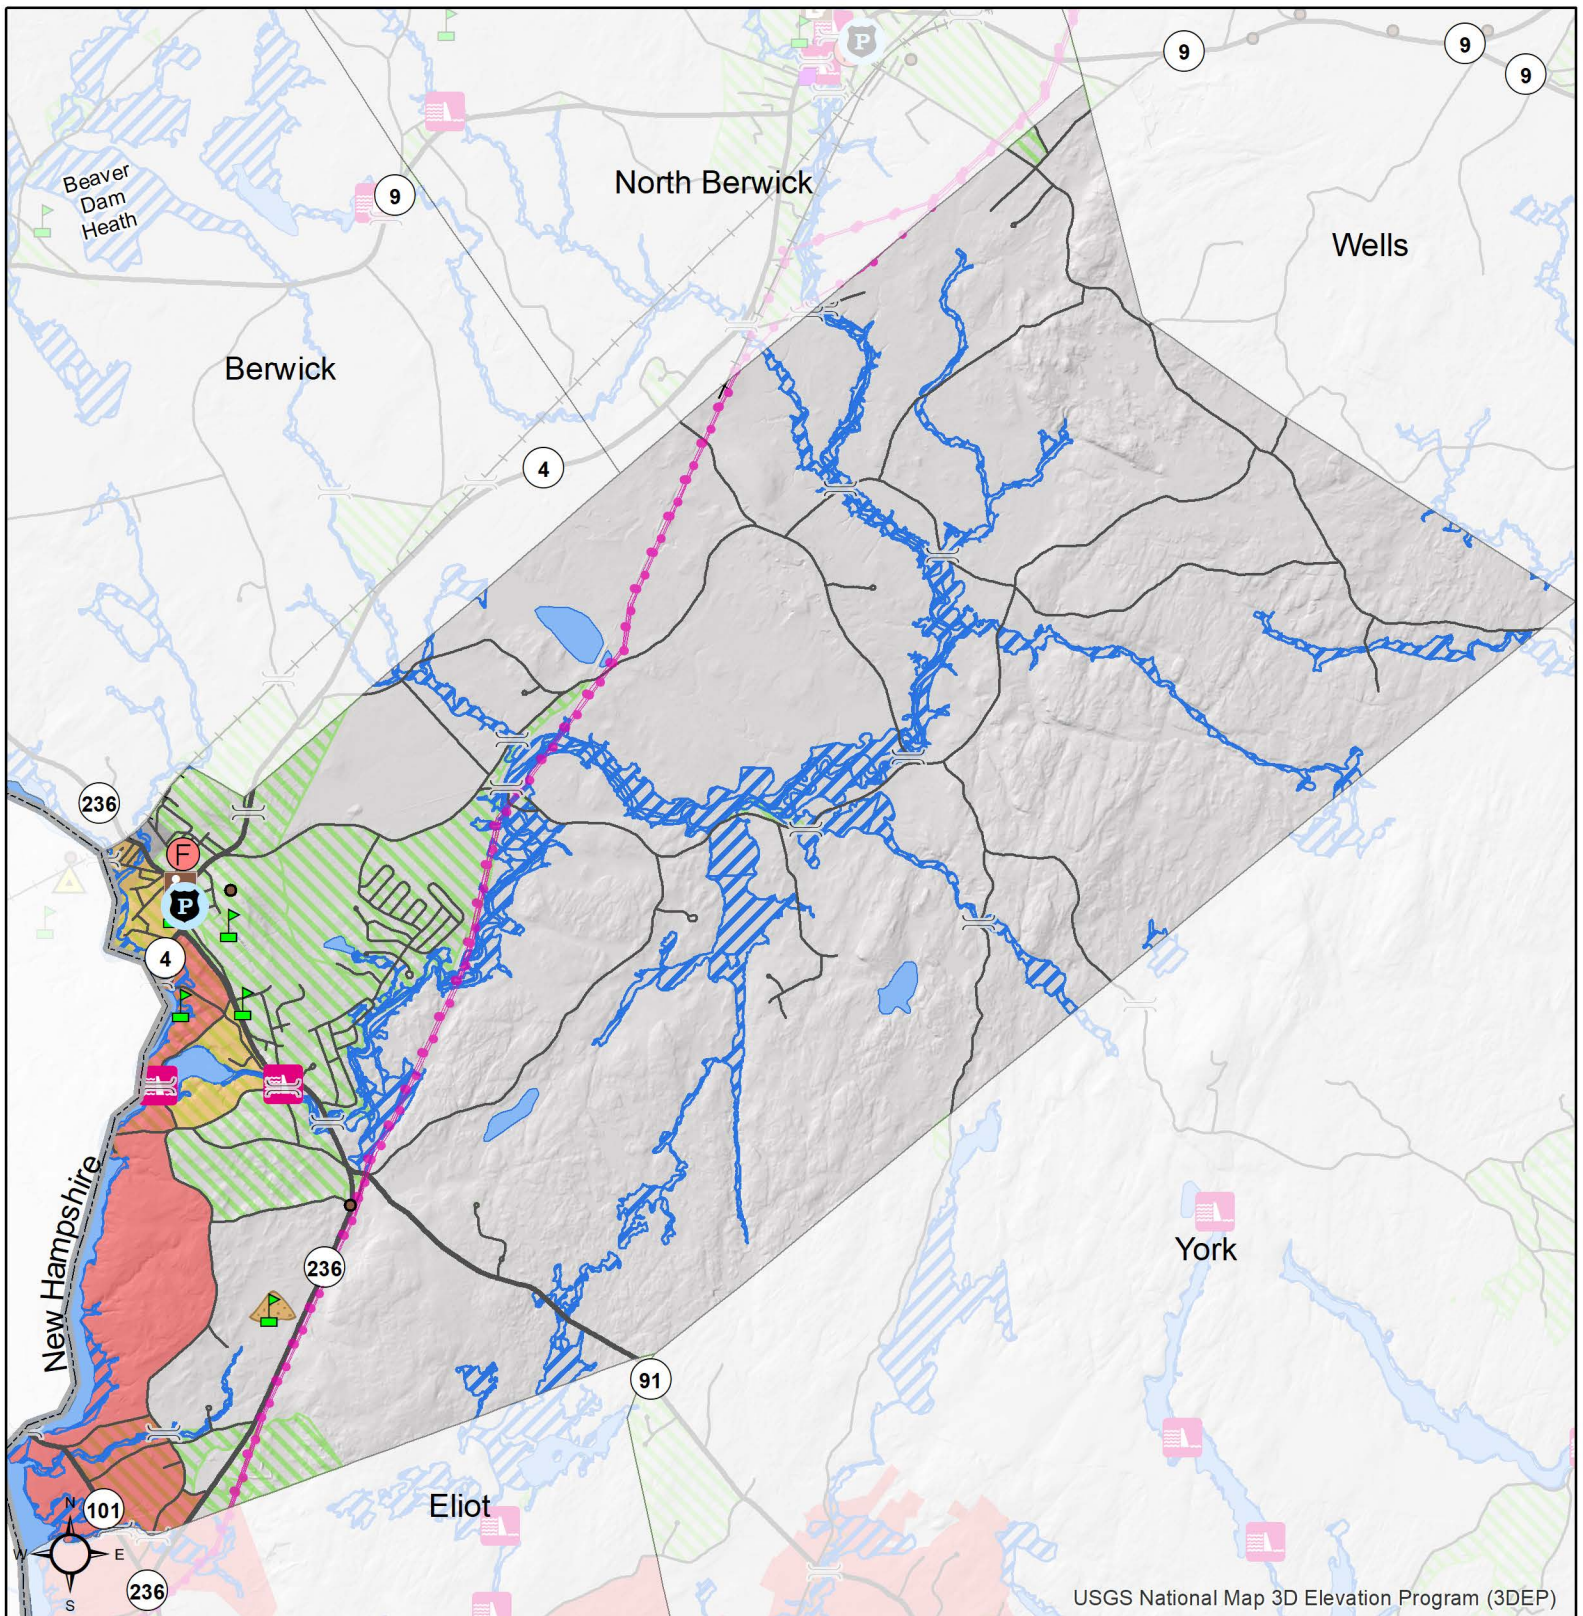 P
9
9
9
North Berwick
Beaver
Dam
Heath
9
Wells
Berwick
4
236
F
P
4
New Hampshire
236
York
91
Eliot
101
N
W
E
S
236
USGS National Map 3D Elevation Program (3DEP)